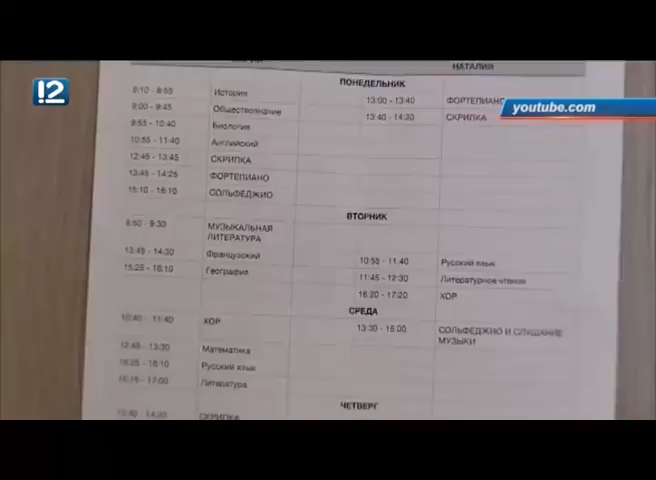 12
youtube.com
НАТАЛИЯ
ПОНЕДЕЛЬНИК
8:10 - 8:55 История 13:00 - 13:40 ФОРТЕПИАНО
9:00 - 9:45 Обществознание 13:40 - 14:30 СКРИПКА
9:55 - 10:40 Биология
10:55 - 11:40 Английский
12:45 - 13:45 СКРИПКА
13:45 - 14:25 ФОРТЕПИАНО
15:10 - 16:10 СОЛЬФЕДЖИО
ВТОРНИК
8:50 - 9:30 МУЗЫКАЛЬНАЯ
ЛИТЕРАТУРА
13:45 - 14:30 Французский 10:55 - 11:40 Русский язык
15:25 - 16:10 География 11:45 - 12:30 Литературное чтение
16:20 - 17:20 ХОР
СРЕДА
10:40 - 11:40 ХОР 13:30 - 15:00 СОЛЬФЕДЖИО И СЛУШАНИЕ
МУЗЫКИ
12:45 - 13:30 Математика
15:25 - 16:10 Русский язык
16:15 - 17:00 Литература
ЧЕТВЕРГ
СКРИПКА